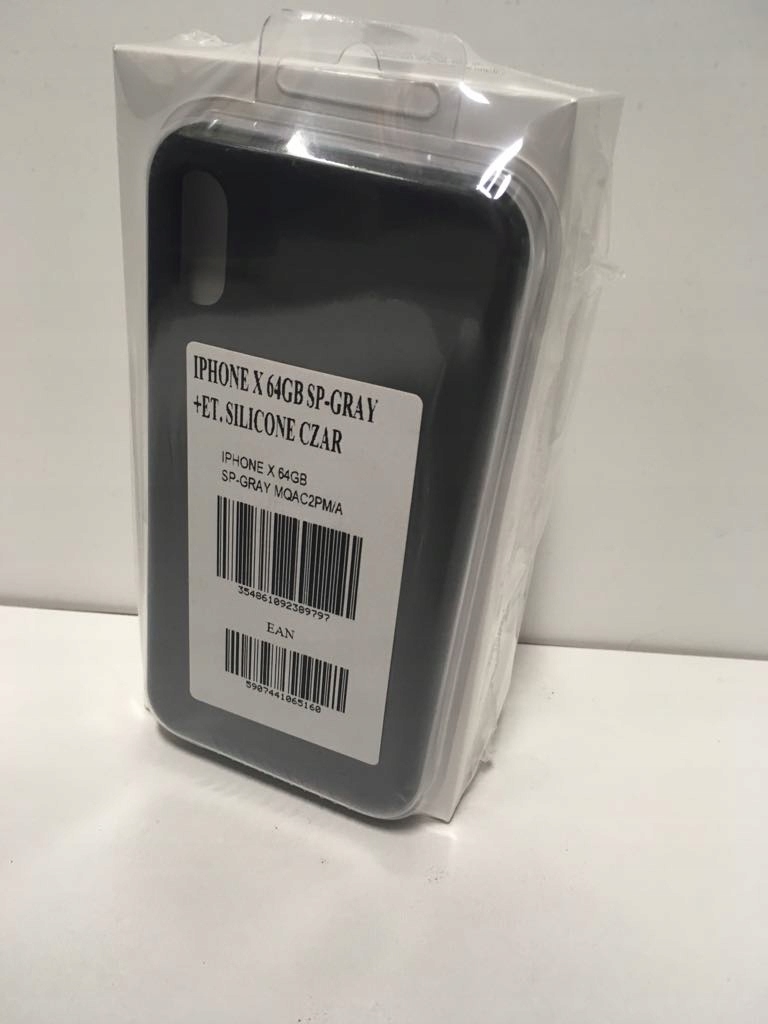 IPHONE X 64GB SP-GRAY
+ET. SILICONE CZAR
IPHONE X 64GB
SP-GRAY MQAC2PM/A
354861092389797
EAN
5907441065160